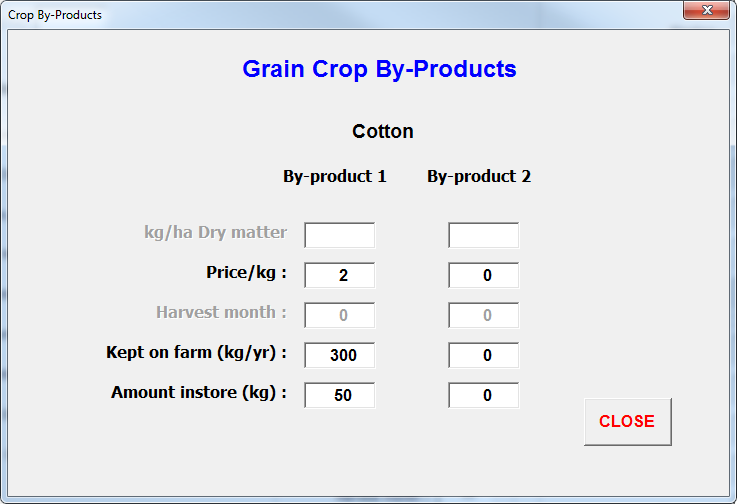 Crop By-Products
Grain Crop By-Products
Cotton
By-product 1 By-product 2
kg/ha Dry matter
Price/kg : 2 0
Harvest month : 0 0
Kept on farm (kg/yr) : 300 0
Amount instore (kg) : 50 0
CLOSE